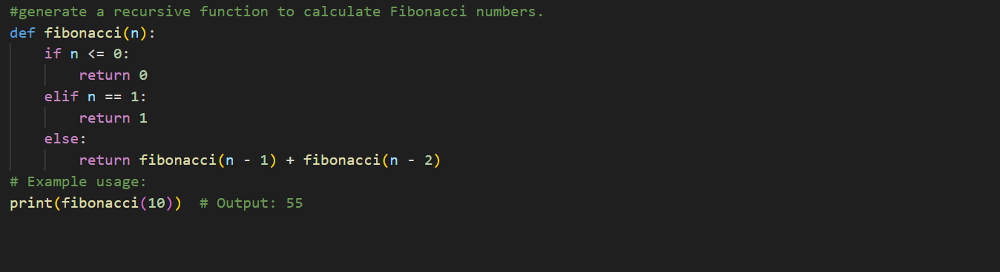 #generate a recursive function to calculate Fibonacci numbers.
def fibonacci(n):
    if n <= 0:
        return 0
    elif n == 1:
        return 1
    else:
        return fibonacci(n - 1) + fibonacci(n - 2)
# Example usage:
print(fibonacci(10))  # Output: 55